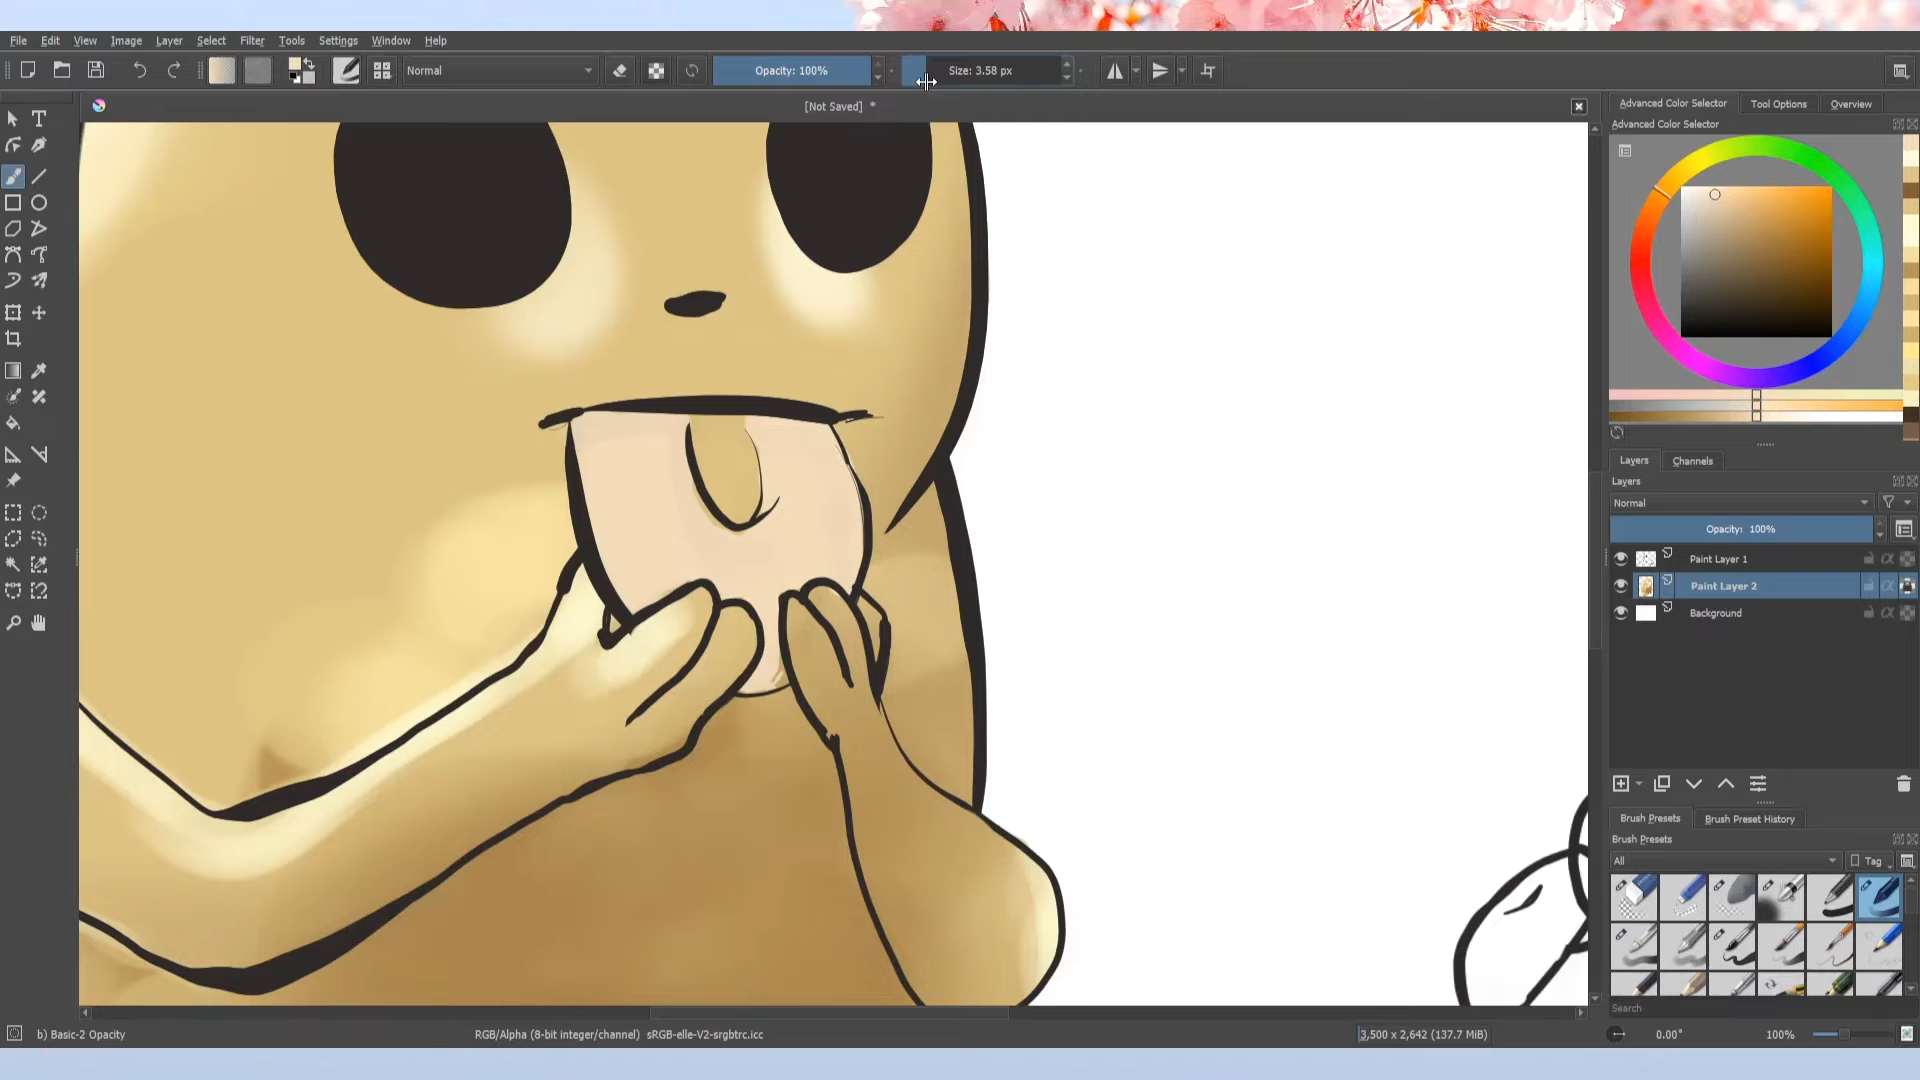 File Edit View Image Layer Select Filter Tools Settings Window Help
Normal Opacity: 100% Size: 3.58 px
[Not Saved] *
Advanced Color Selector Tool Options Overview
Advanced Color Selector
Layers Channels
Layers
Normal
Opacity: 100%
Paint Layer 1
Paint Layer 2
Background
Brush Presets Brush Preset History
Brush Presets
All Tag
Search
b) Basic-2 Opacity RGB/Alpha (8-bit integer/channel) sRGB-elle-V2-srgbtrc.icc 3,500 x 2,642 (137.7 MiB) 0.00° 100%